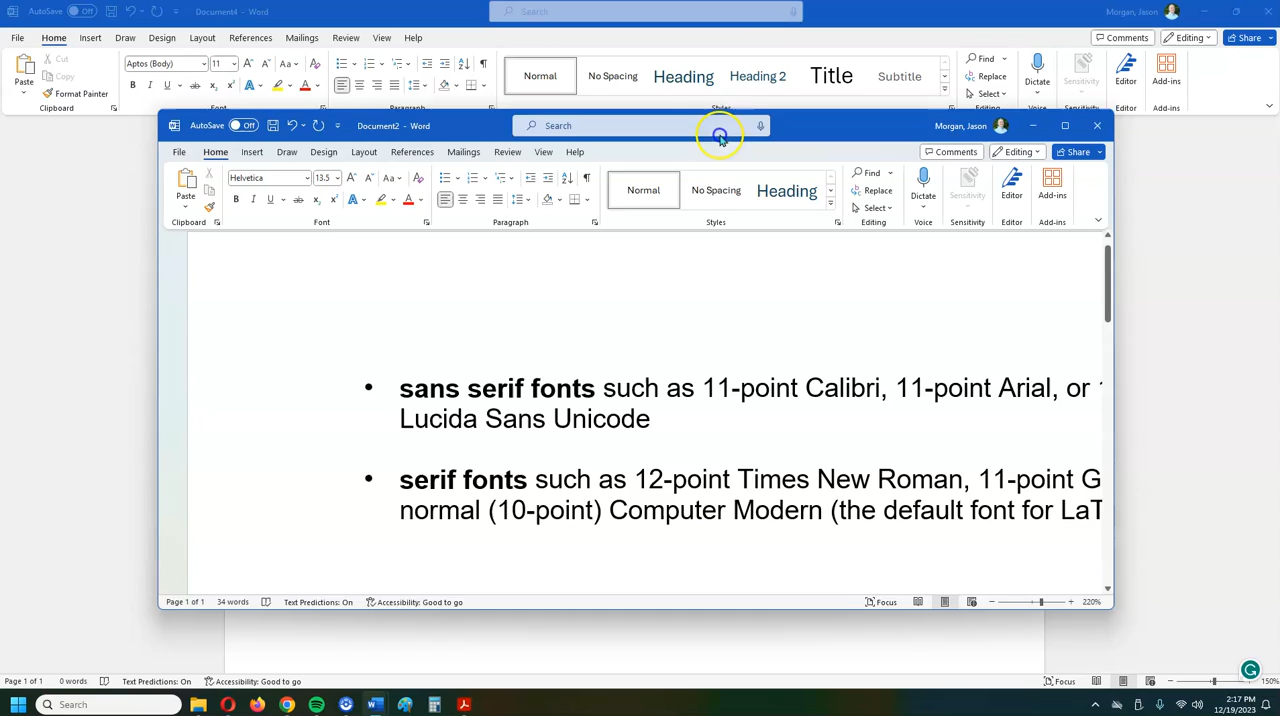 AutoSave Off Document4 - Word Search Morgan, Jason
File Home Insert Draw Design Layout References Mailings Review View Help Comments Editing Share
Paste Cut Copy Format Painter
Aptos (Body) 11 A A Aa
B I U ab x x A A
Normal No Spacing Heading Heading 2 Title Subtitle
Find Replace Select Dictate Sensitivity Editor Add-ins
Clipboard Styles
AutoSave Off Document2 - Word Search Morgan, Jason
File Home Insert Draw Design Layout References Mailings Review View Help Comments Editing Share
Paste Helvetica 13.5 A A Aa
B I A A
Normal No Spacing Heading
Find Replace Select Dictate Sensitivity Editor Add-ins
Clipboard Font Paragraph Styles Editing Voice Sensitivity Editor Add-ins
• sans serif fonts such as 11-point Calibri, 11-point Arial, or
Lucida Sans Unicode
• serif fonts such as 12-point Times New Roman, 11-point G
normal (10-point) Computer Modern (the default font for LaT
Page 1 of 1 34 words Text Predictions: On Accessibility: Good to go Focus 220%
Page 1 of 1 0 words Text Predictions: On Accessibility: Good to go Focus 150%
Search 2:17 PM
12/19/2023